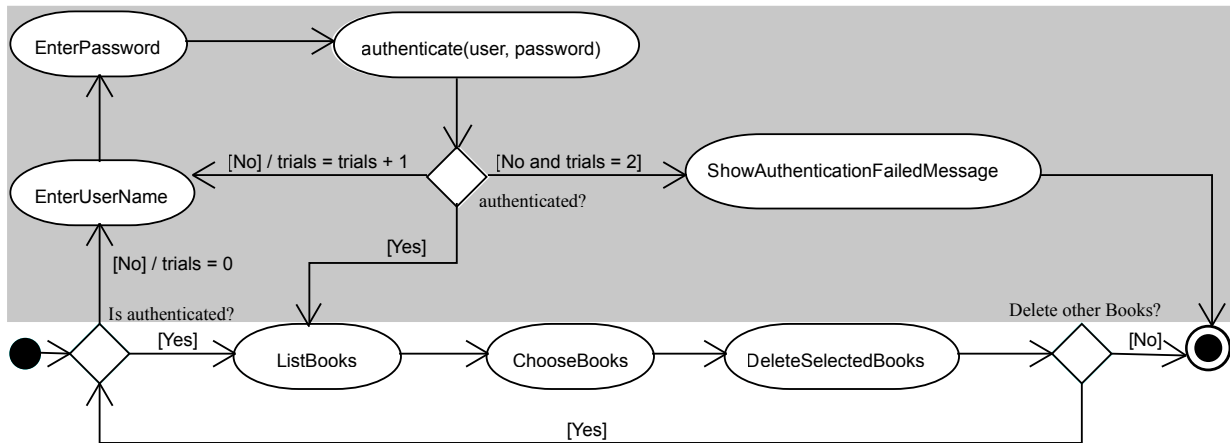 EnterPassword
authenticate(user, password)
[No] / trials = trials + 1
[No and trials = 2]
ShowAuthenticationFailedMessage
EnterUserName
authenticated?
[Yes]
[No] / trials = 0
Is authenticated?
Delete other Books?
[Yes]
ListBooks
ChooseBooks
DeleteSelectedBooks
[No]
[Yes]